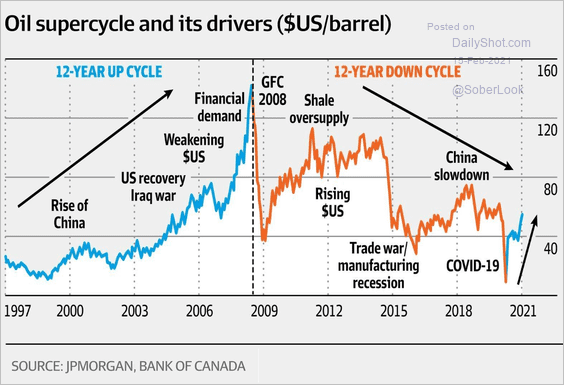 Oil supercycle and its drivers ($US/barrel)
Posted on
DailyShot.com
15-Feb-2021
@SoberLook
12-YEAR UP CYCLE
12-YEAR DOWN CYCLE
160
GFC
2008
Financial
demand
Shale
oversupply
120
Weakening
$US
China
slowdown
US recovery
Iraq war
80
Rise of
China
Rising
$US
Trade war/
manufacturing
recession
COVID-19
40
1997
2000
2003
2006
2009
2012
2015
2018
2021
SOURCE: JPMORGAN, BANK OF CANADA